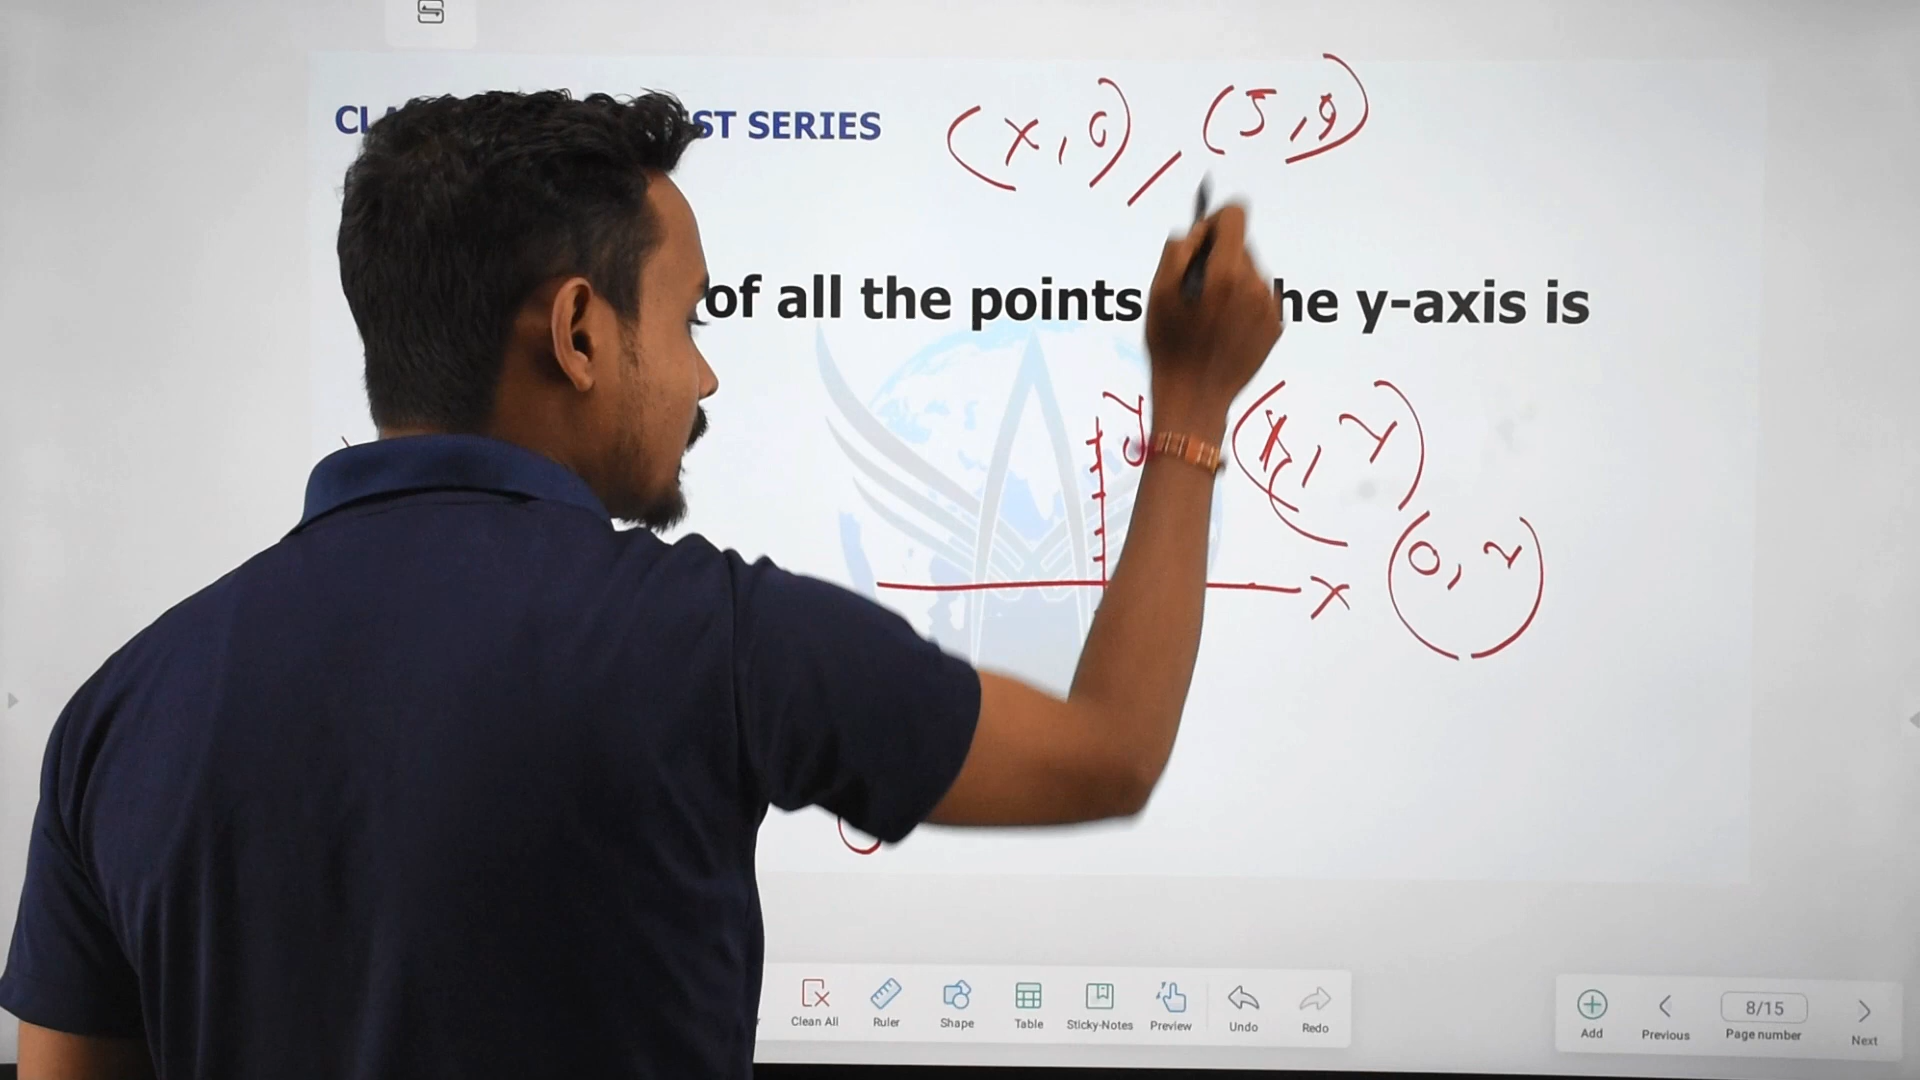 (x, 0), (5, 9)
ST SERIES
of all the points he y-axis is
y
(x, y)
(0, y)
x
Clean All Ruler Shape Table Sticky-Notes Preview Undo Redo
Add Previous 8/15 Page number Next